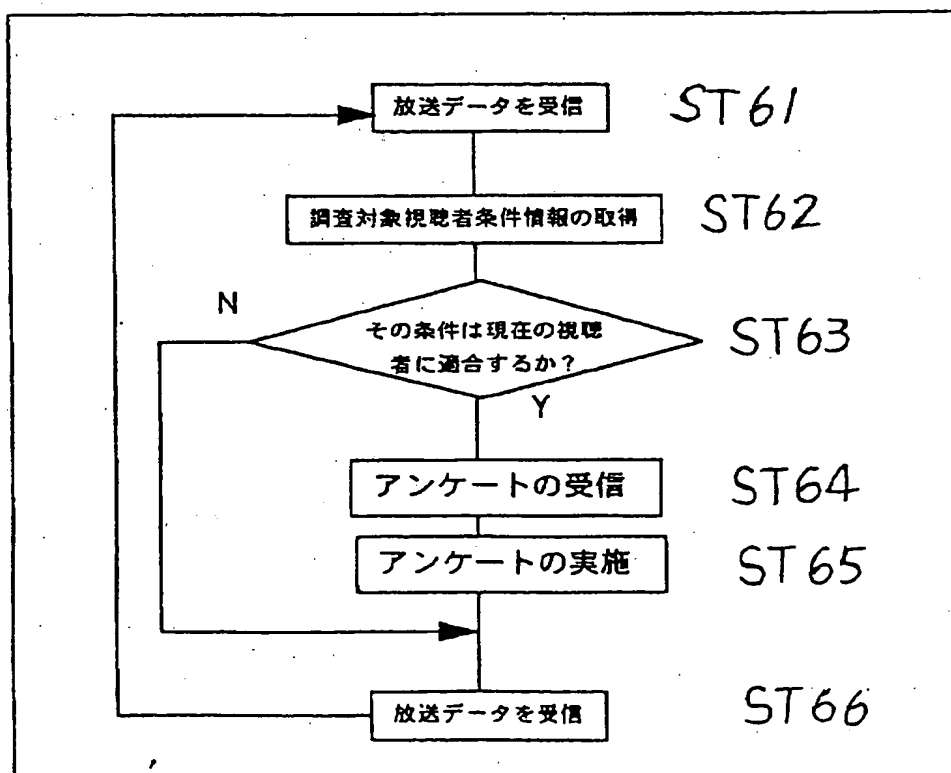 放送データを受信
ST61
調査対象視聴者条件情報の取得
ST62
N
その条件は現在の視聴
者に適合するか?
ST63
Y
アンケートの受信
ST64
アンケートの実施
ST65
放送データを受信
ST66